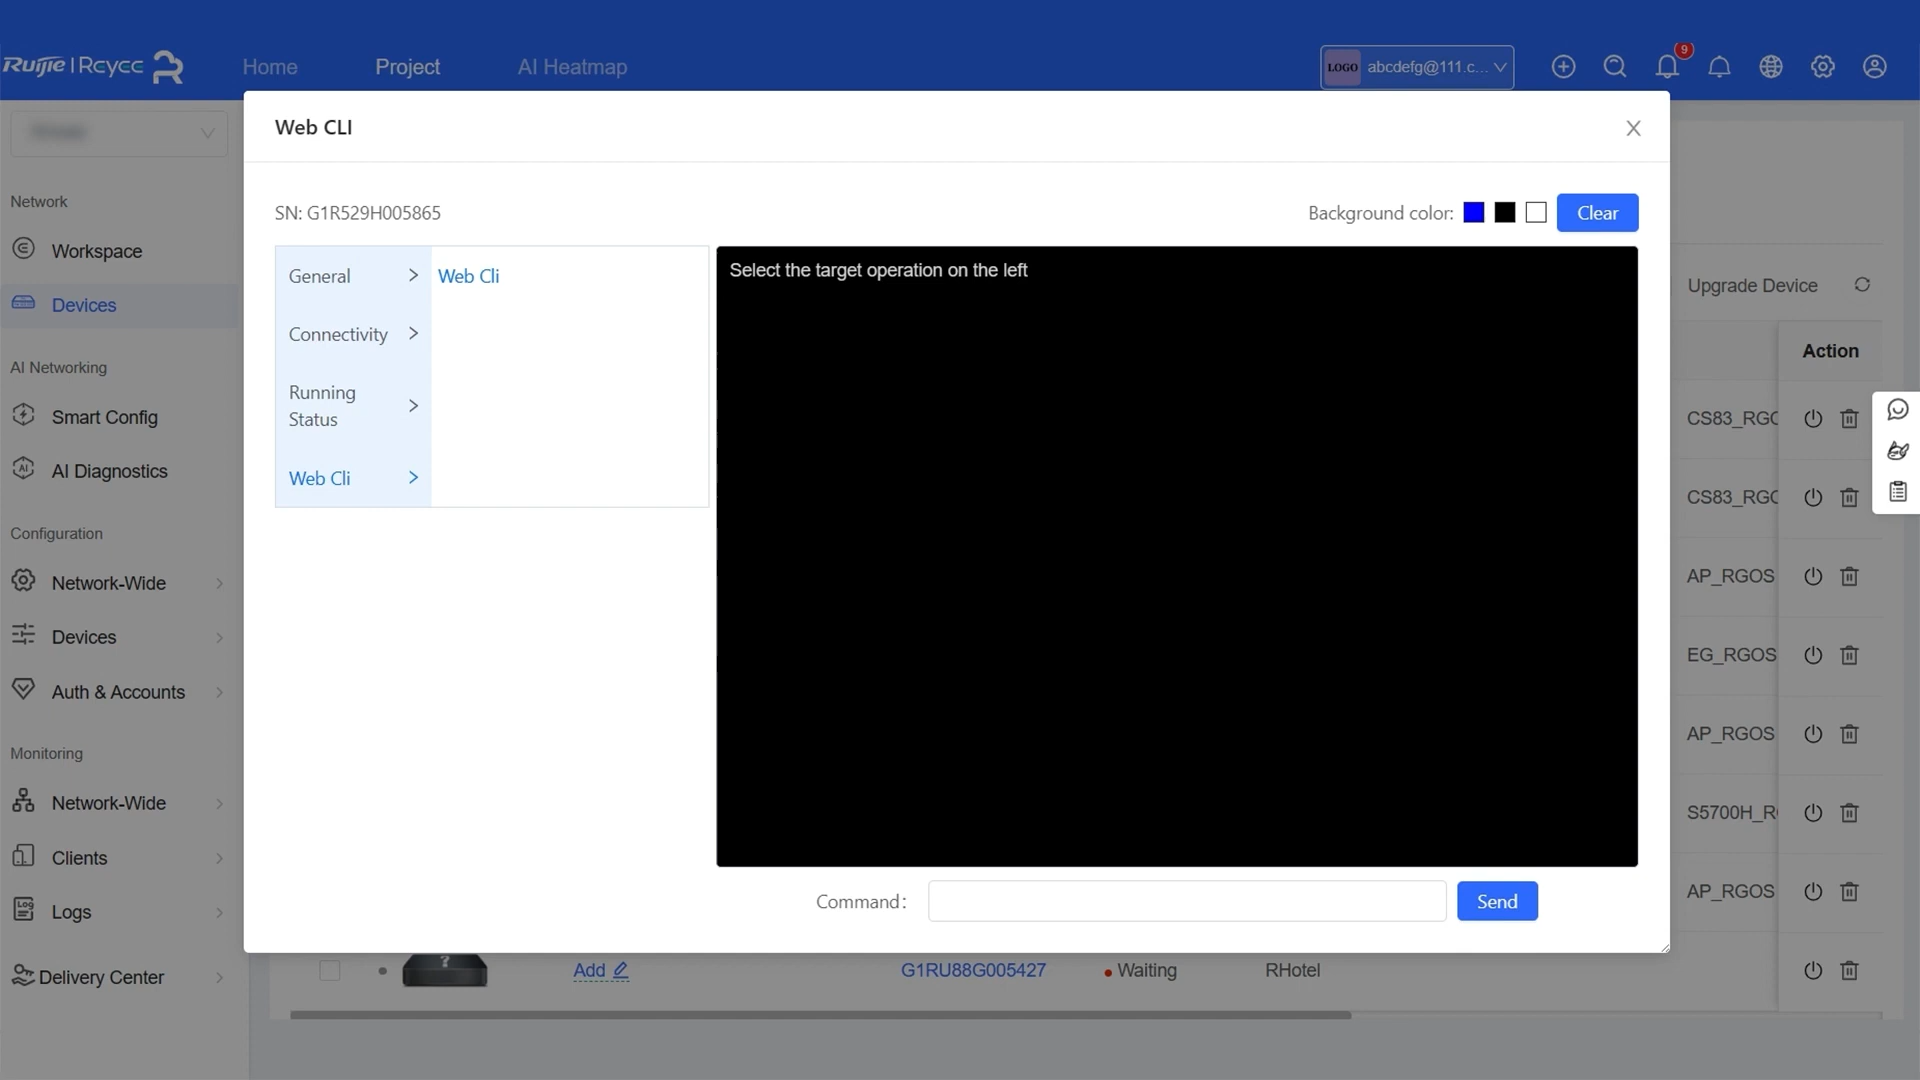 Ruijie | Reyee
Home
Project
AI Heatmap
LOGO
abcdefg@111.c...
9
Web CLI
SN: G1R529H005865
Background color:
Clear
General
Connectivity
Running
Status
Web Cli
Web Cli
Select the target operation on the left
Command:
Send
Network
Workspace
Devices
AI Networking
Smart Config
AI Diagnostics
Configuration
Network-Wide
Devices
Auth & Accounts
Monitoring
Network-Wide
Clients
Logs
Delivery Center
Upgrade Device
Action
CS83_RGO
CS83_RGO
AP_RGOS
EG_RGOS
AP_RGOS
S5700H_R
AP_RGOS
Add
G1RU88G005427
Waiting
RHotel